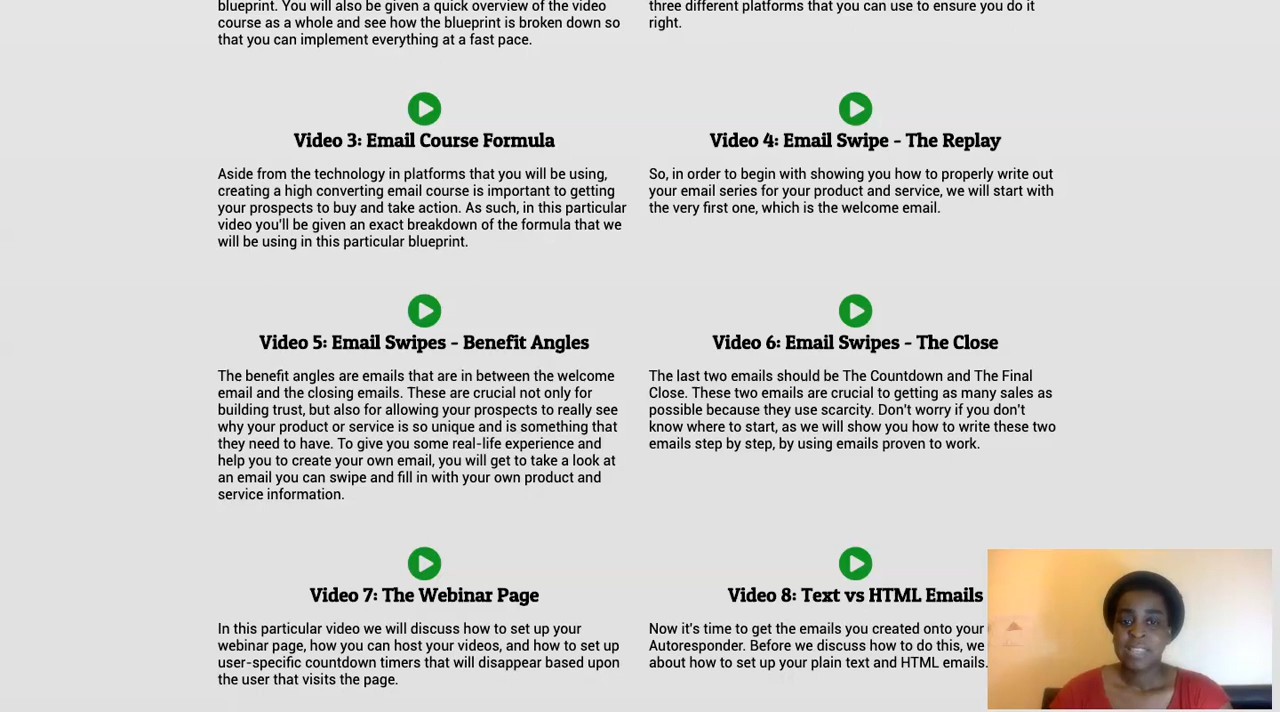 blueprint. You will also be given a quick overview of the video
course as a whole and see how the blueprint is broken down so
that you can implement everything at a fast pace.
three different platforms that you can use to ensure you do it
right.
Video 3: Email Course Formula
Aside from the technology in platforms that you will be using,
creating a high converting email course is important to getting
your prospects to buy and take action. As such, in this particular
video you'll be given an exact breakdown of the formula that we
will be using in this particular blueprint.
Video 4: Email Swipe - The Replay
So, in order to begin with showing you how to properly write out
your email series for your product and service, we will start with
the very first one, which is the welcome email.
Video 5: Email Swipes - Benefit Angles
The benefit angles are emails that are in between the welcome
email and the closing emails. These are crucial not only for
building trust, but also for allowing your prospects to really see
why your product or service is so unique and is something that
they need to have. To give you some real-life experience and
help you to create your own email, you will get to take a look at
an email you can swipe and fill in with your own product and
service information.
Video 6: Email Swipes - The Close
The last two emails should be The Countdown and The Final
Close. These two emails are crucial to getting as many sales as
possible because they use scarcity. Don't worry if you don't
know where to start, as we will show you how to write these two
emails step by step, by using emails proven to work.
Video 7: The Webinar Page
In this particular video we will discuss how to set up your
webinar page, how you can host your videos, and how to set up
user-specific countdown timers that will disappear based upon
the user that visits the page.
Video 8: Text vs HTML Emails
Now it's time to get the emails you created onto your
Autoresponder. Before we discuss how to do this, we
about how to set up your plain text and HTML emails.